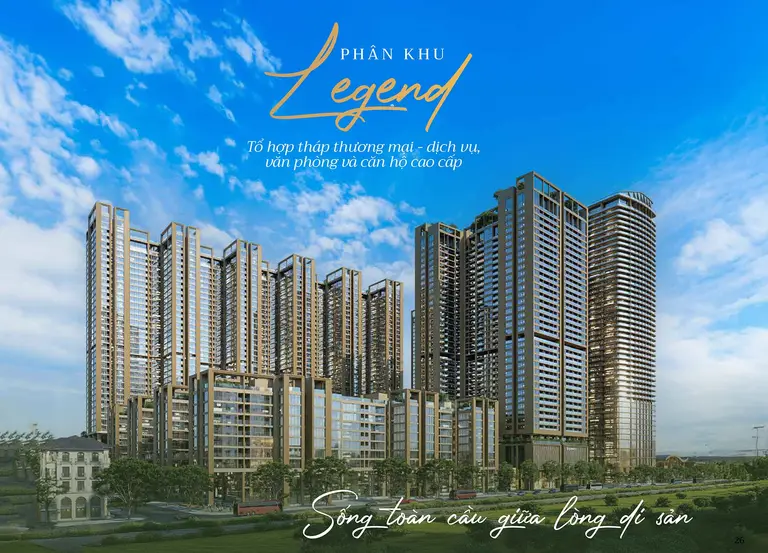 PHÂN KHU
Legend
Tổ hợp tháp thương mại - dịch vụ,
văn phòng và căn hộ cao cấp
Sống toàn cầu giữa lòng di sản
26